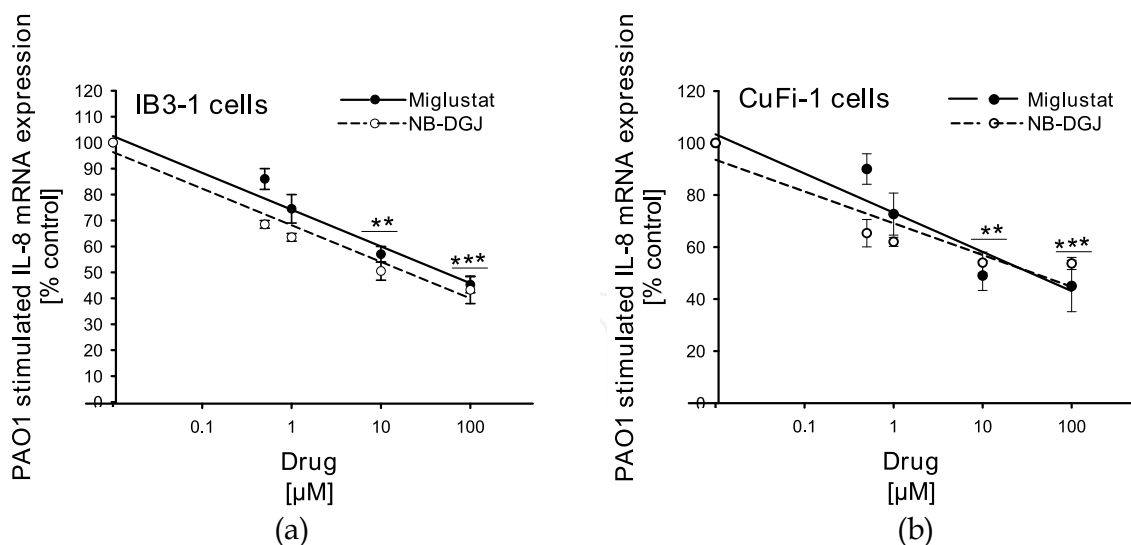 PAO1 stimulated IL-8 mRNA expression
[% control]
IB3-1 cells
Miglustat
NB-DGJ
120
110
100
90
80
70
60
50
40
30
20
10
0
**
***
0.1 1 10 100
Drug
[µM]
(a)
PAO1 stimulated IL-8 mRNA expression
[% control]
CuFi-1 cells
Miglustat
NB-DGJ
120
100
80
60
40
20
0
**
***
0.1 1 10 100
Drug
[µM]
(b)